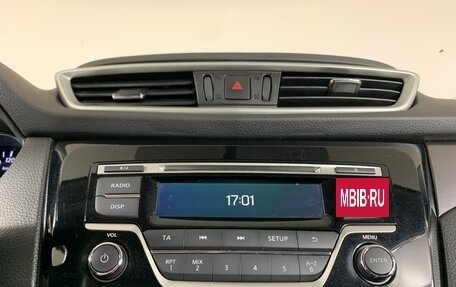 RADIO
17:01
MBIB.RU
DISP
VOL
TA
SETUP
MENU
RPT
1
MIX
2
3
4
5
A-Z
6
ENTER
120